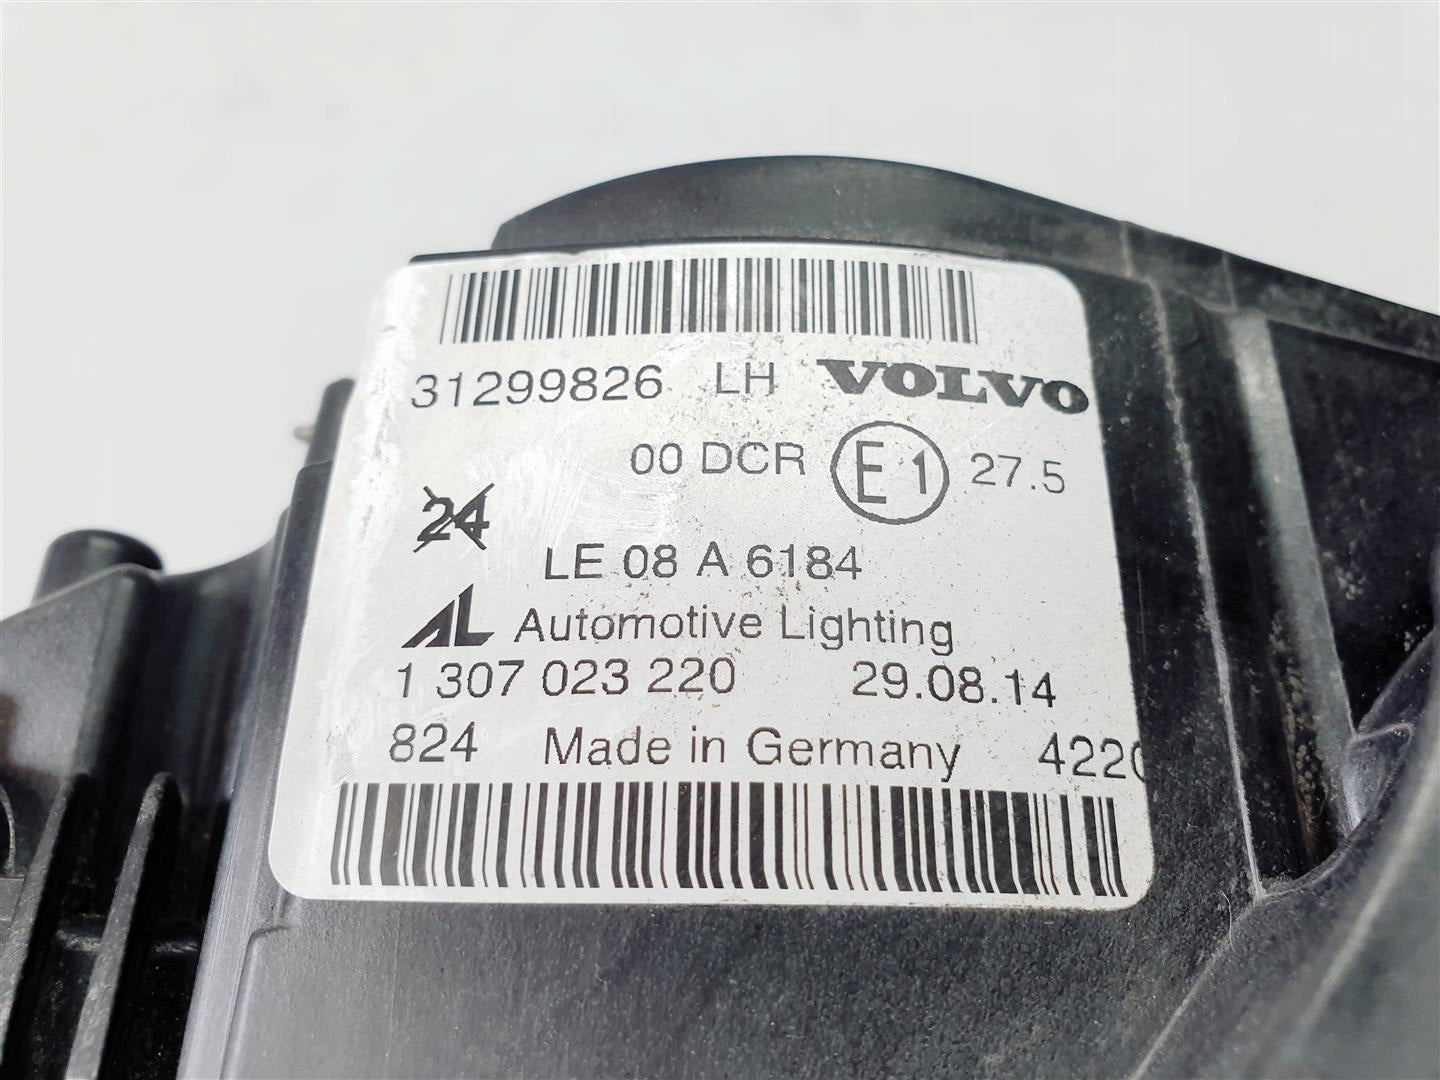 31299826 LH VOLVO
00 DCR E1 27.5
24
LE 08 A 6184
AL Automotive Lighting
1 307 023 220 29.08.14
824 Made in Germany 422